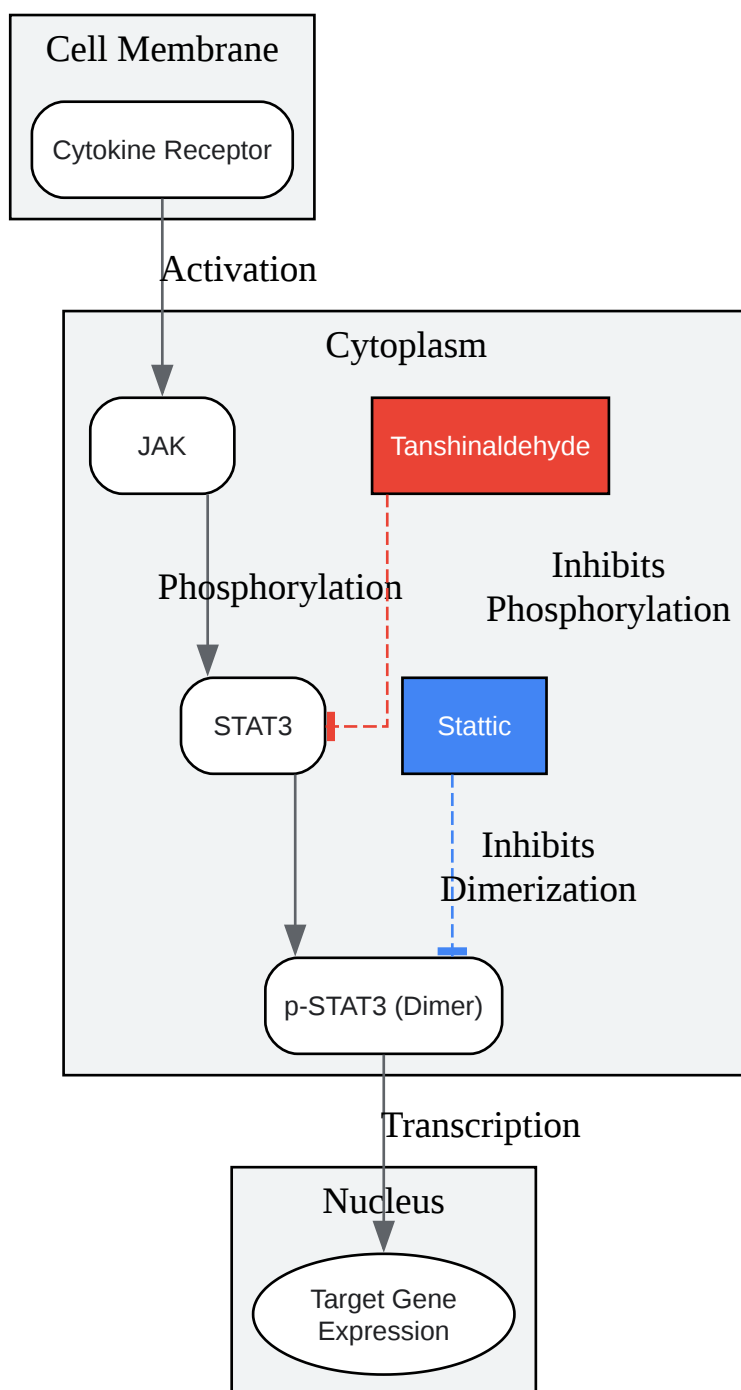 Cell Membrane
Cytokine Receptor
Activation
Cytoplasm
JAK
Tanshinaldehyde
Phosphorylation
Inhibits
Phosphorylation
STAT3
Stattic
Inhibits
Dimerization
p-STAT3 (Dimer)
Transcription
Nucleus
Target Gene
Expression